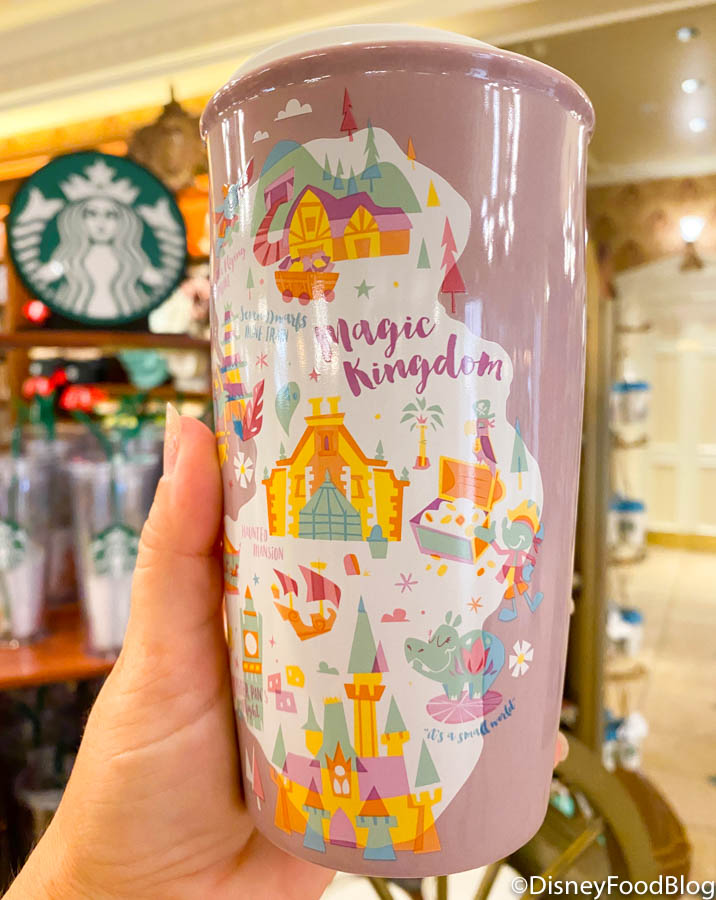 Seven Dwarfs
MINE TRAIN
Magic
Kingdom
HAUNTED
MANSION
"it's a small world"
©DisneyFoodBlog